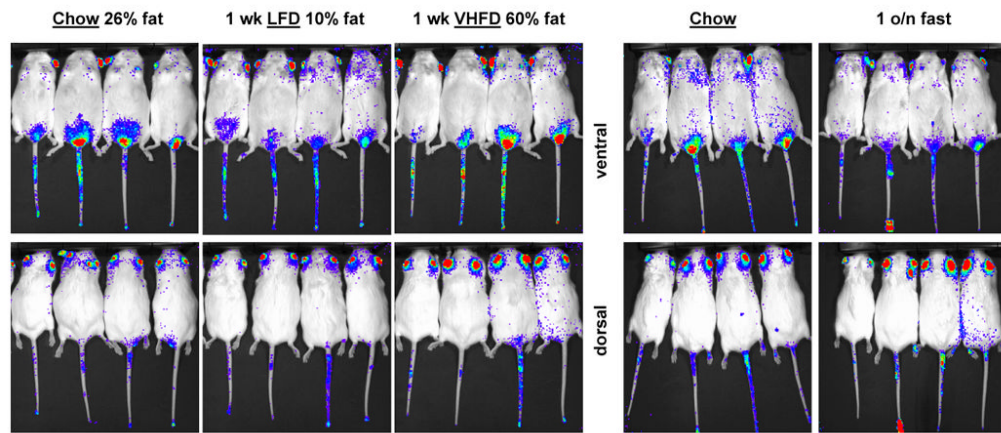 Chow 26% fat
1 wk LFD 10% fat
1 wk VHFD 60% fat
Chow
1 o/n fast
ventral
dorsal